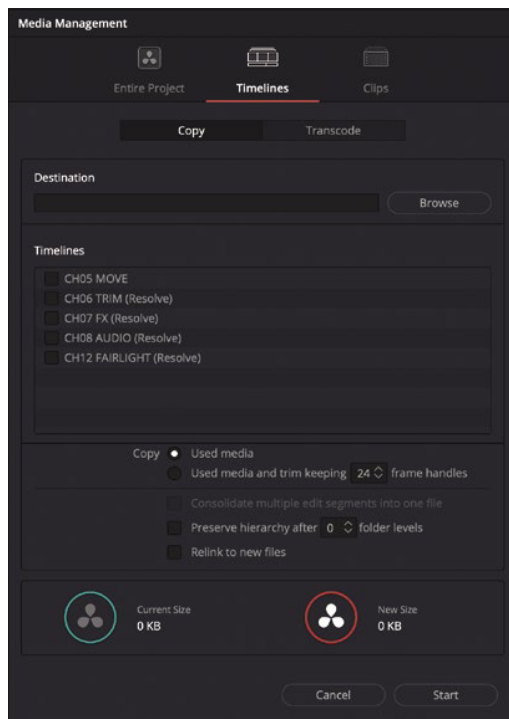 Media Management
Entire Project Timelines Clips
Copy Transcode
Destination
Browse
Timelines
CH05 MOVE
CH06 TRIM (Resolve)
CH07 FX (Resolve)
CH08 AUDIO (Resolve)
CH12 FAIRLIGHT (Resolve)
Copy Used media
Used media and trim keeping 24 frame handles
Consolidate multiple edit segments into one file
Preserve hierarchy after 0 folder levels
Relink to new files
Current Size New Size
0 KB 0 KB
Cancel Start